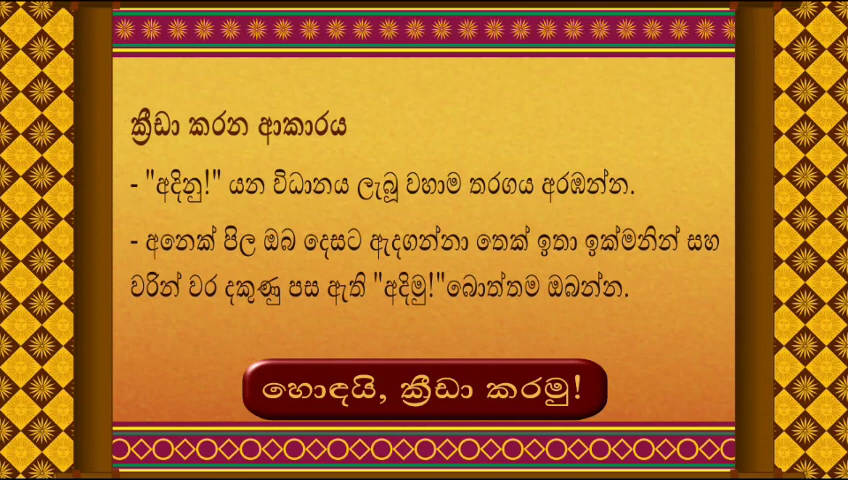 ක්‍රීඩා කරන ආකාරය
- "අදිනු!" යන විධානය ලැබූ වහාම තරගය අරඹන්න.
- අනෙක් පිල ඔබ දෙසට ඇදගන්නා තෙක් ඉතා ඉක්මනින් සහ
වරින් වර දකුණු පස ඇති "අදිමු!"බොත්තම ඔබන්න.
හොඳයි, ක්‍රීඩා කරමු!